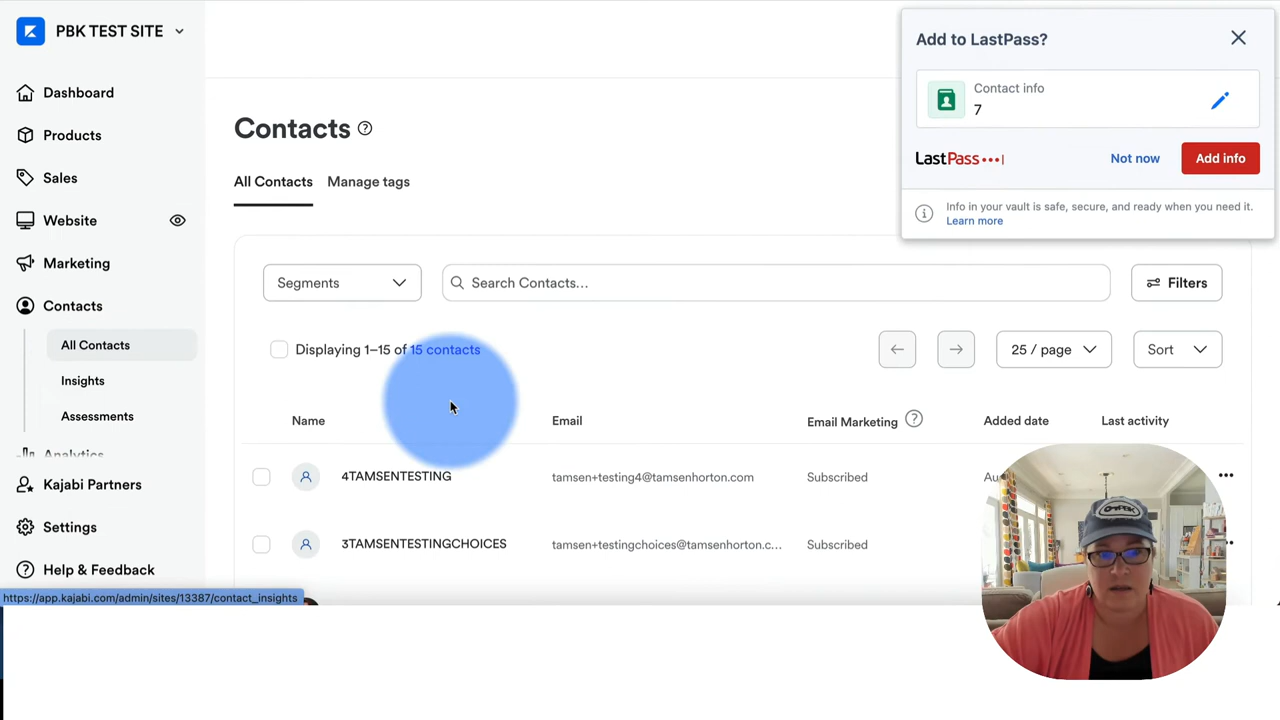 PBK TEST SITE
Dashboard
Products
Sales
Website
Marketing
Contacts
All Contacts
Insights
Assessments
Analytics
Kajabi Partners
Settings
Help & Feedback
https://app.kajabi.com/admin/sites/13387/contact_insights
Contacts
All Contacts Manage tags
Segments
Search Contacts...
Filters
Displaying 1–15 of 15 contacts
25 / page
Sort
Name Email Email Marketing Added date Last activity
4TAMSENTESTING tamsen+testing4@tamsenhorton.com Subscribed
3TAMSENTESTINGCHOICES tamsen+testingchoices@tamsenhorton.c... Subscribed
Add to LastPass?
Contact info
7
LastPass
Not now
Add info
Info in your vault is safe, secure, and ready when you need it.
Learn more
PBK